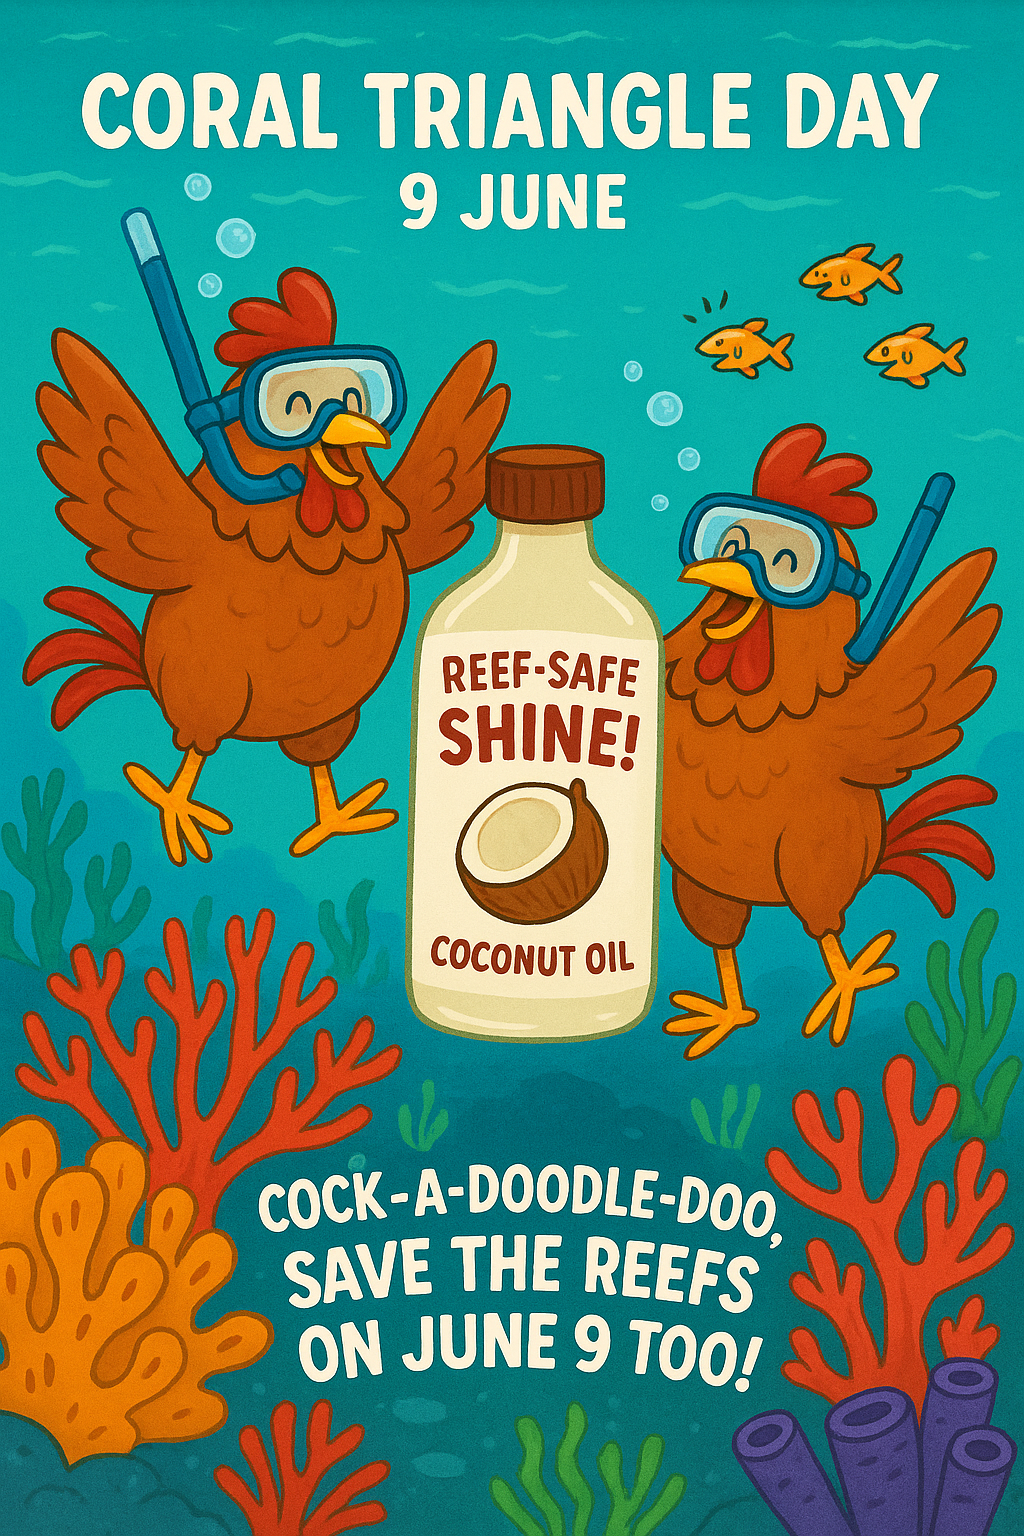 CORAL TRIANGLE DAY
9 JUNE
REEF-SAFE
SHINE!
COCONUT OIL
COCK-A-DOODLE-DOO,
SAVE THE REEFS
ON JUNE 9 TOO!